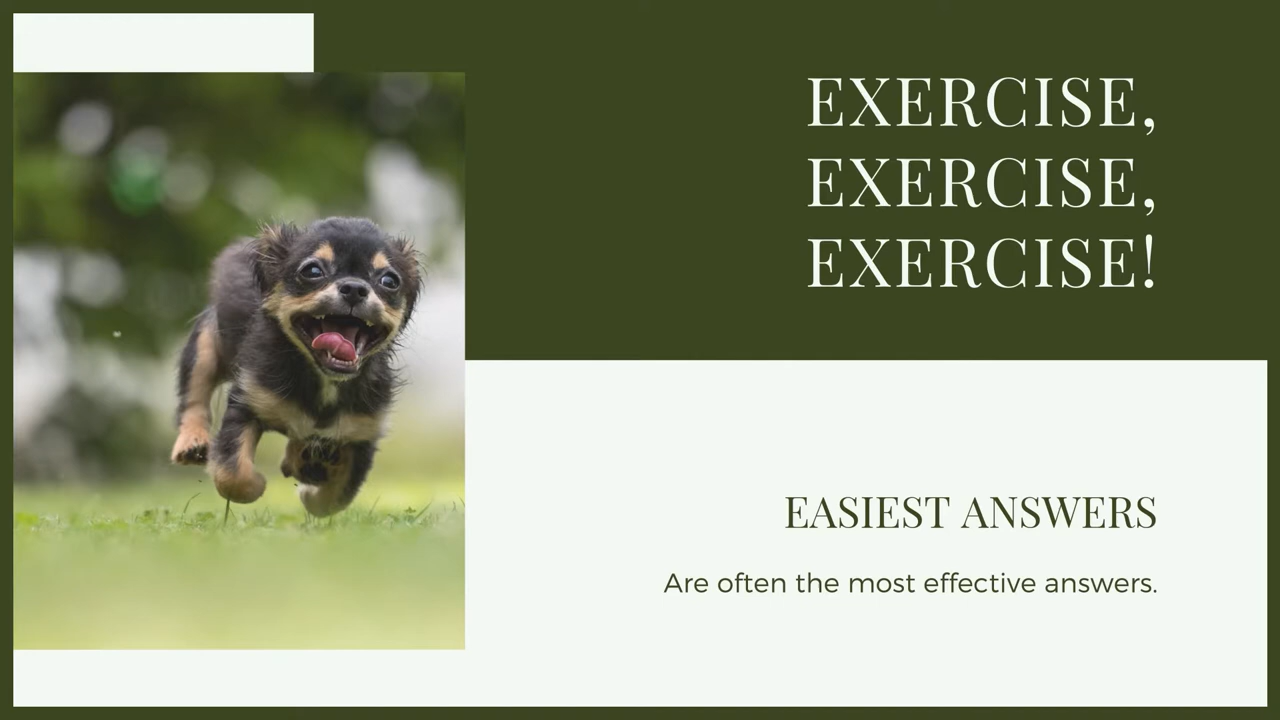 EXERCISE,
EXERCISE,
EXERCISE!
EASIEST ANSWERS
Are often the most effective answers.